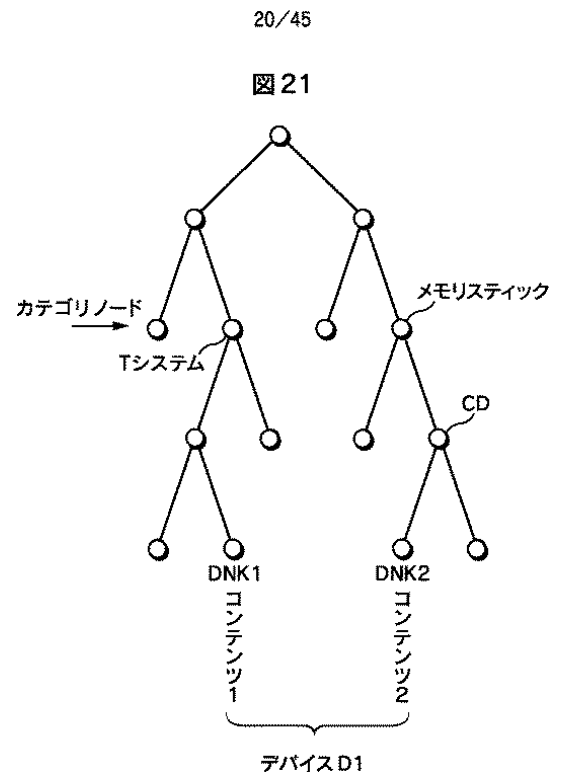 20/45
図21
カテゴリノード
メモリスティック
Tシステム
CD
DNK1
DNK2
コンテンツ1
コンテンツ2
デバイスD1